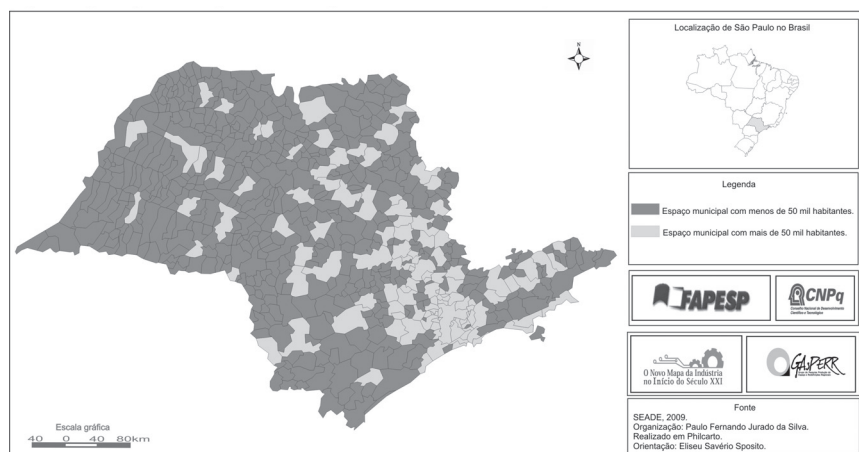 N
Localização de São Paulo no Brasil
Legenda
Espaço municipal com menos de 50 mil habitantes.
Espaço municipal com mais de 50 mil habitantes.
FAPESP
CNPq
Conselho Nacional de Desenvolvimento
Científico e Tecnológico
O Novo Mapa da Indústria
no Início do Século XXI
GAsPERR
Fonte
SEADE, 2009.
Organização: Paulo Fernando Jurado da Silva.
Realizado em Philcarto.
Orientação: Eliseu Savério Sposito.
Escala gráfica
40 0 40 80km